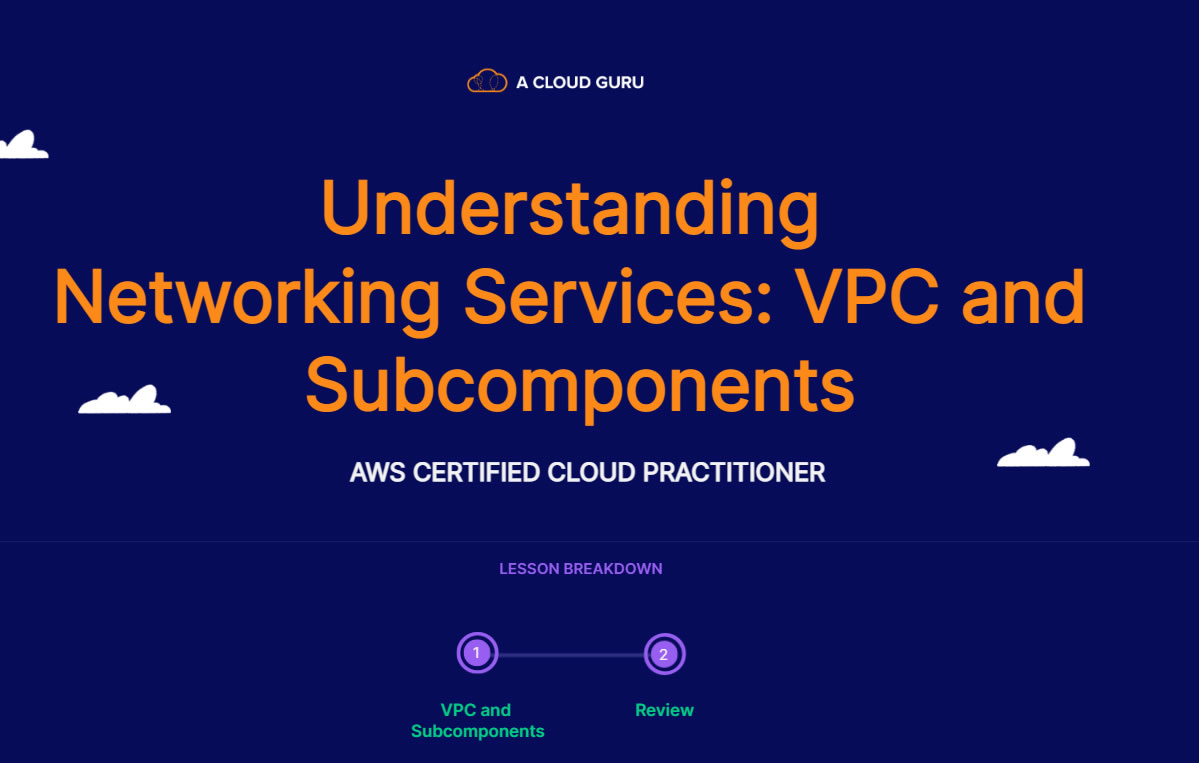 A CLOUD GURU
Understanding
Networking Services: VPC and
Subcomponents
AWS CERTIFIED CLOUD PRACTITIONER
LESSON BREAKDOWN
1
2
VPC and
Subcomponents
Review